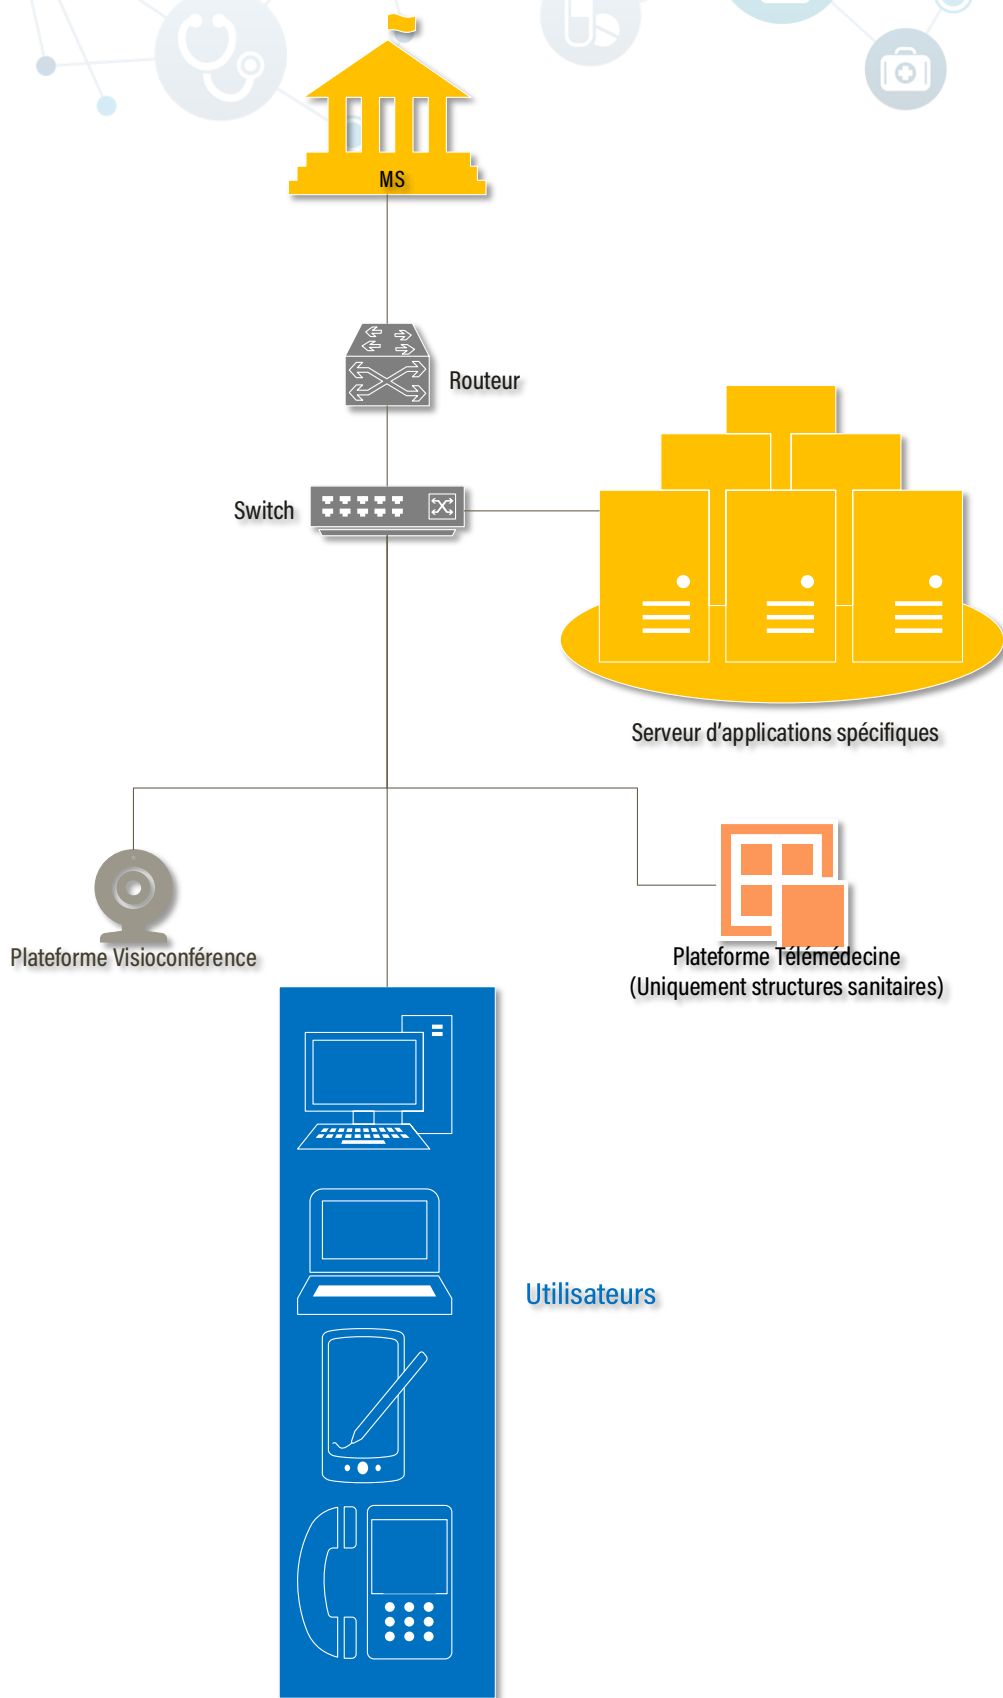 MS
Routeur
Switch
Serveur d'applications spécifiques
Plateforme Visioconférence
Plateforme Télémédecine
(Uniquement structures sanitaires)
Utilisateurs